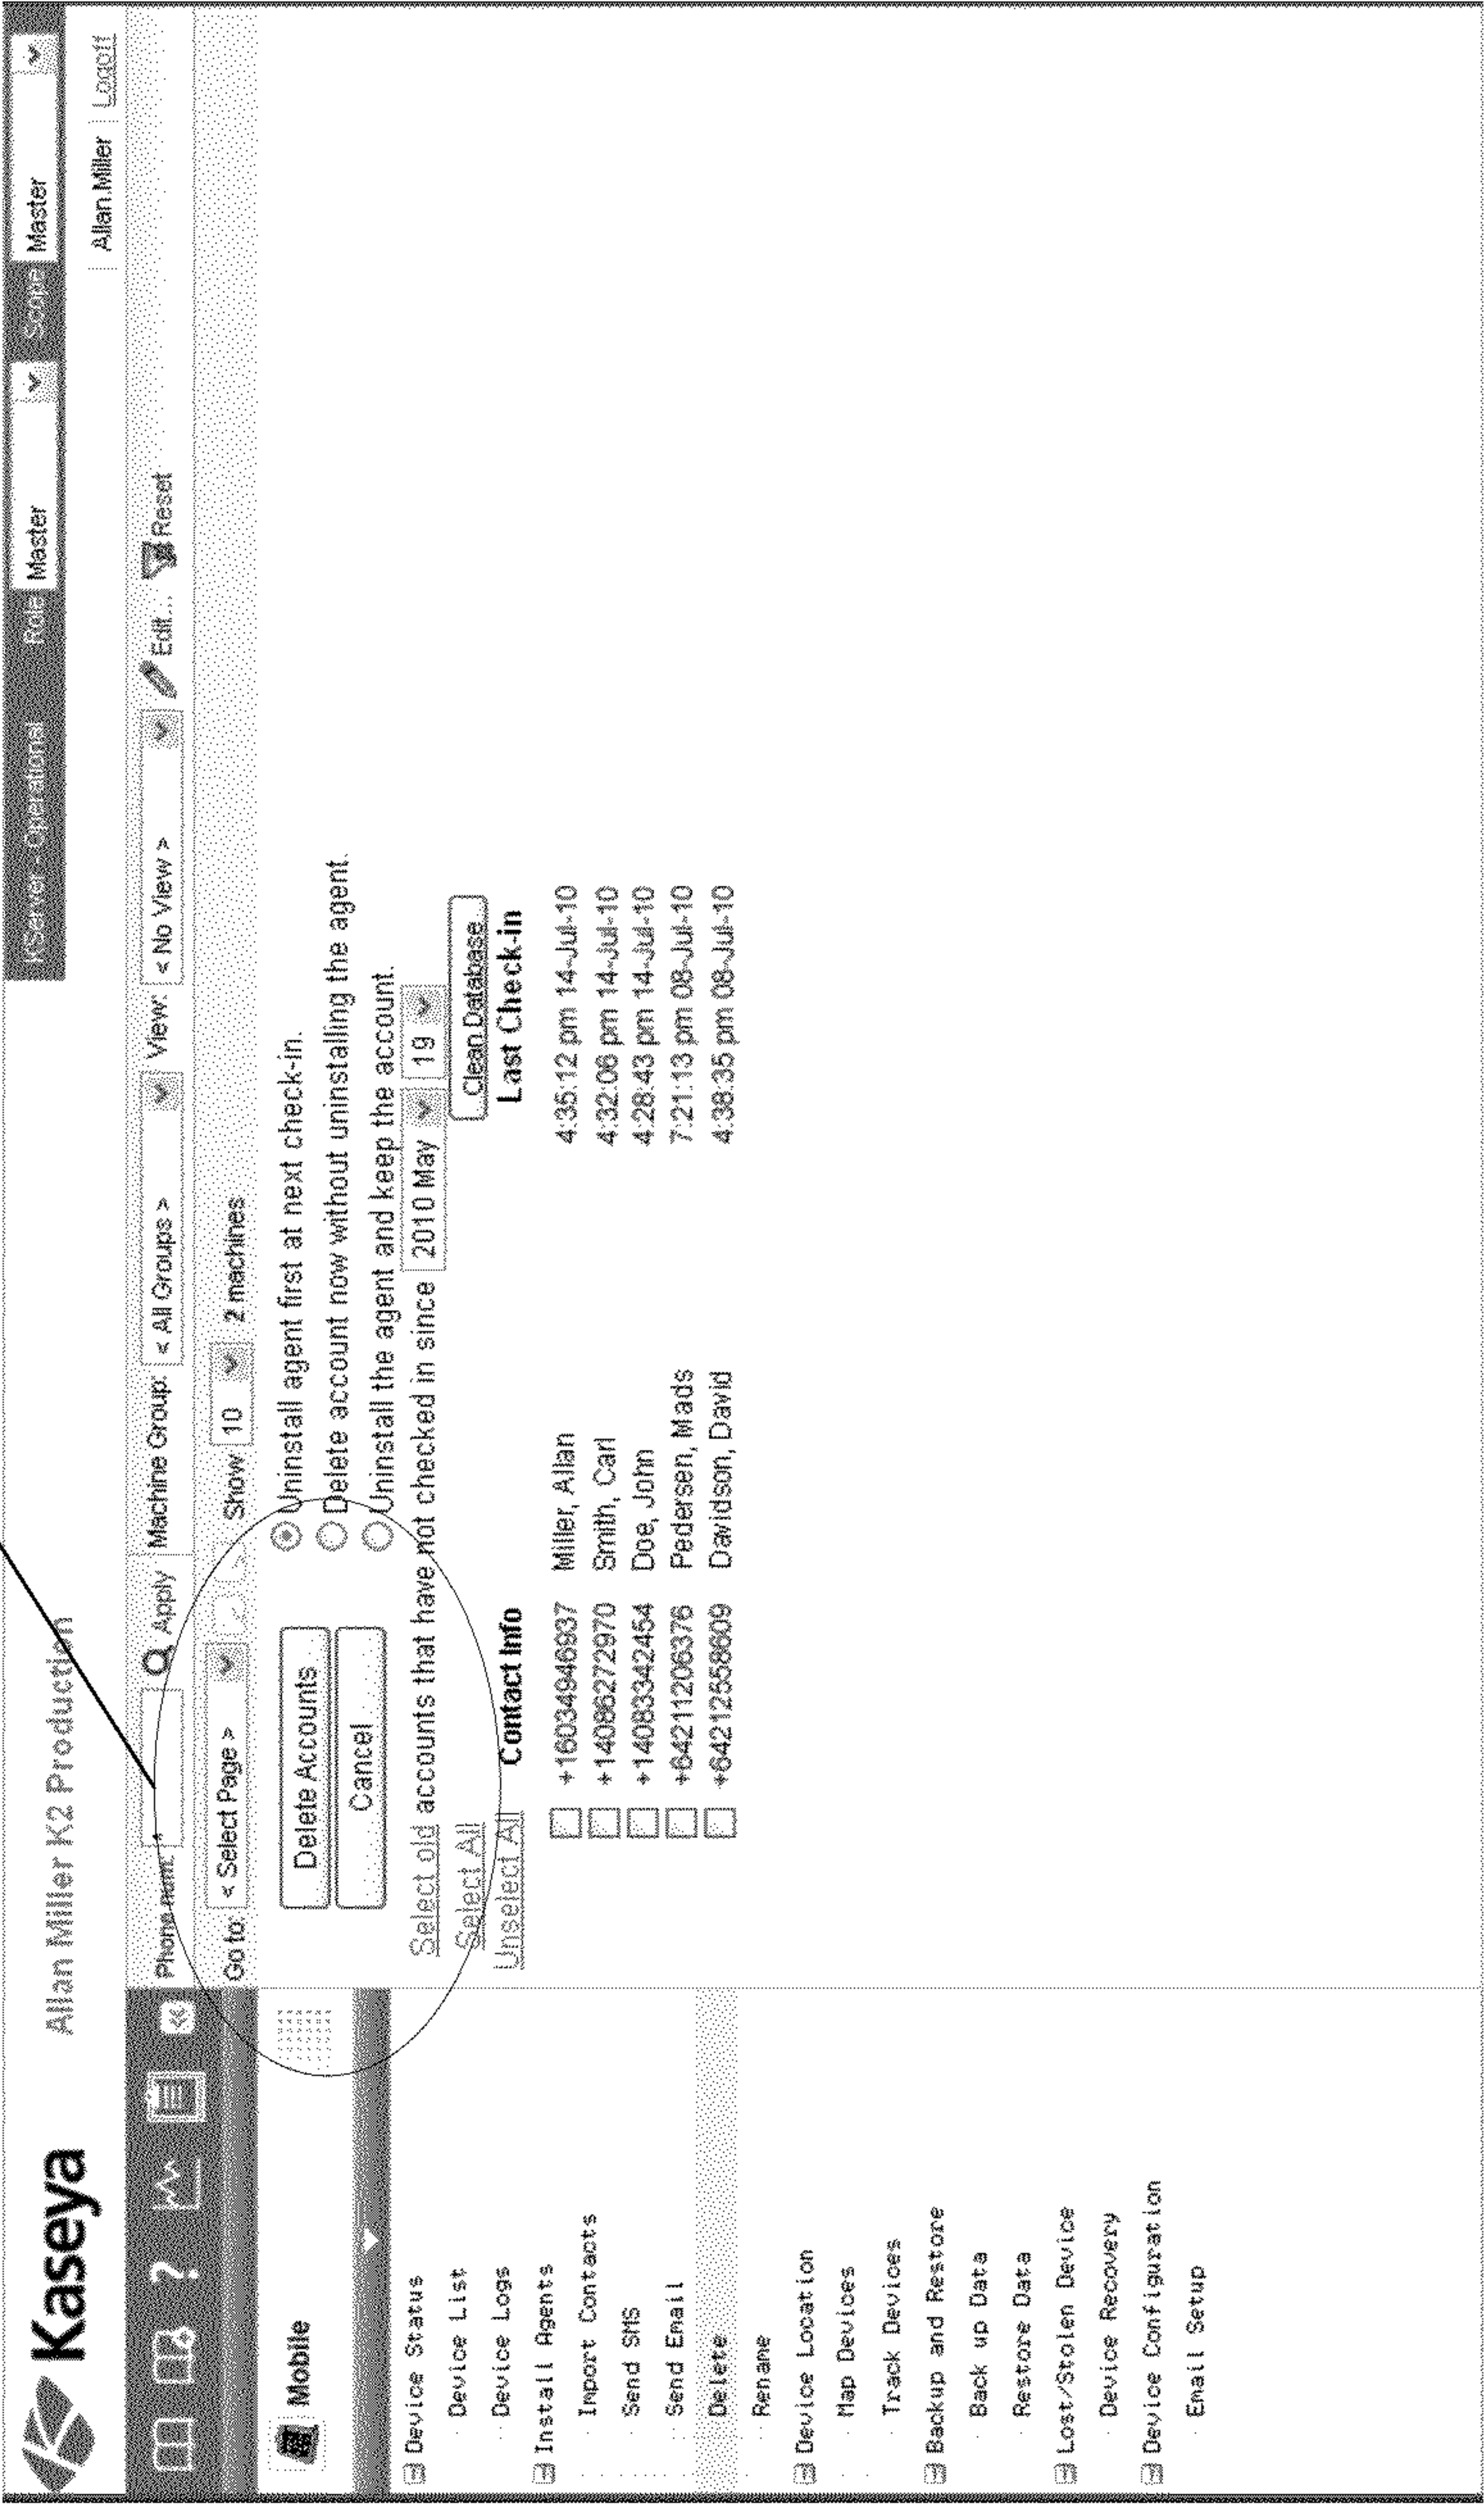 Kaseya
Allan Miller K2 Production
KServer - Operational Role Master Scope Master
Allan Miller Logoff
Phone num: * Apply Machine Group: < All Groups > View: < No View > Edit... Reset
Go to: < Select Page > Show 10 2 machines
Mobile
Device Status
Device List
Device Logs
Install Agents
Import Contacts
Send SMS
Send Email
Delete
Rename
Device Location
Map Devices
Track Devices
Backup and Restore
Back up Data
Restore Data
Lost/Stolen Device
Device Recovery
Device Configuration
Email Setup
Delete Accounts
Cancel
Uninstall agent first at next check-in.
Delete account now without uninstalling the agent.
Uninstall the agent and keep the account.
Select old accounts that have not checked in since 2010 May 19
Select All Clean Database
Unselect All Contact Info Last Check-in
+16034946937 Miller, Allan 4:35:12 pm 14-Jul-10
+14086272970 Smith, Carl 4:32:06 pm 14-Jul-10
+14083342454 Doe, John 4:28:43 pm 14-Jul-10
+6421206376 Pedersen, Mads 7:21:13 pm 08-Jul-10
+64212558609 Davidson, David 4:38:35 pm 08-Jul-10